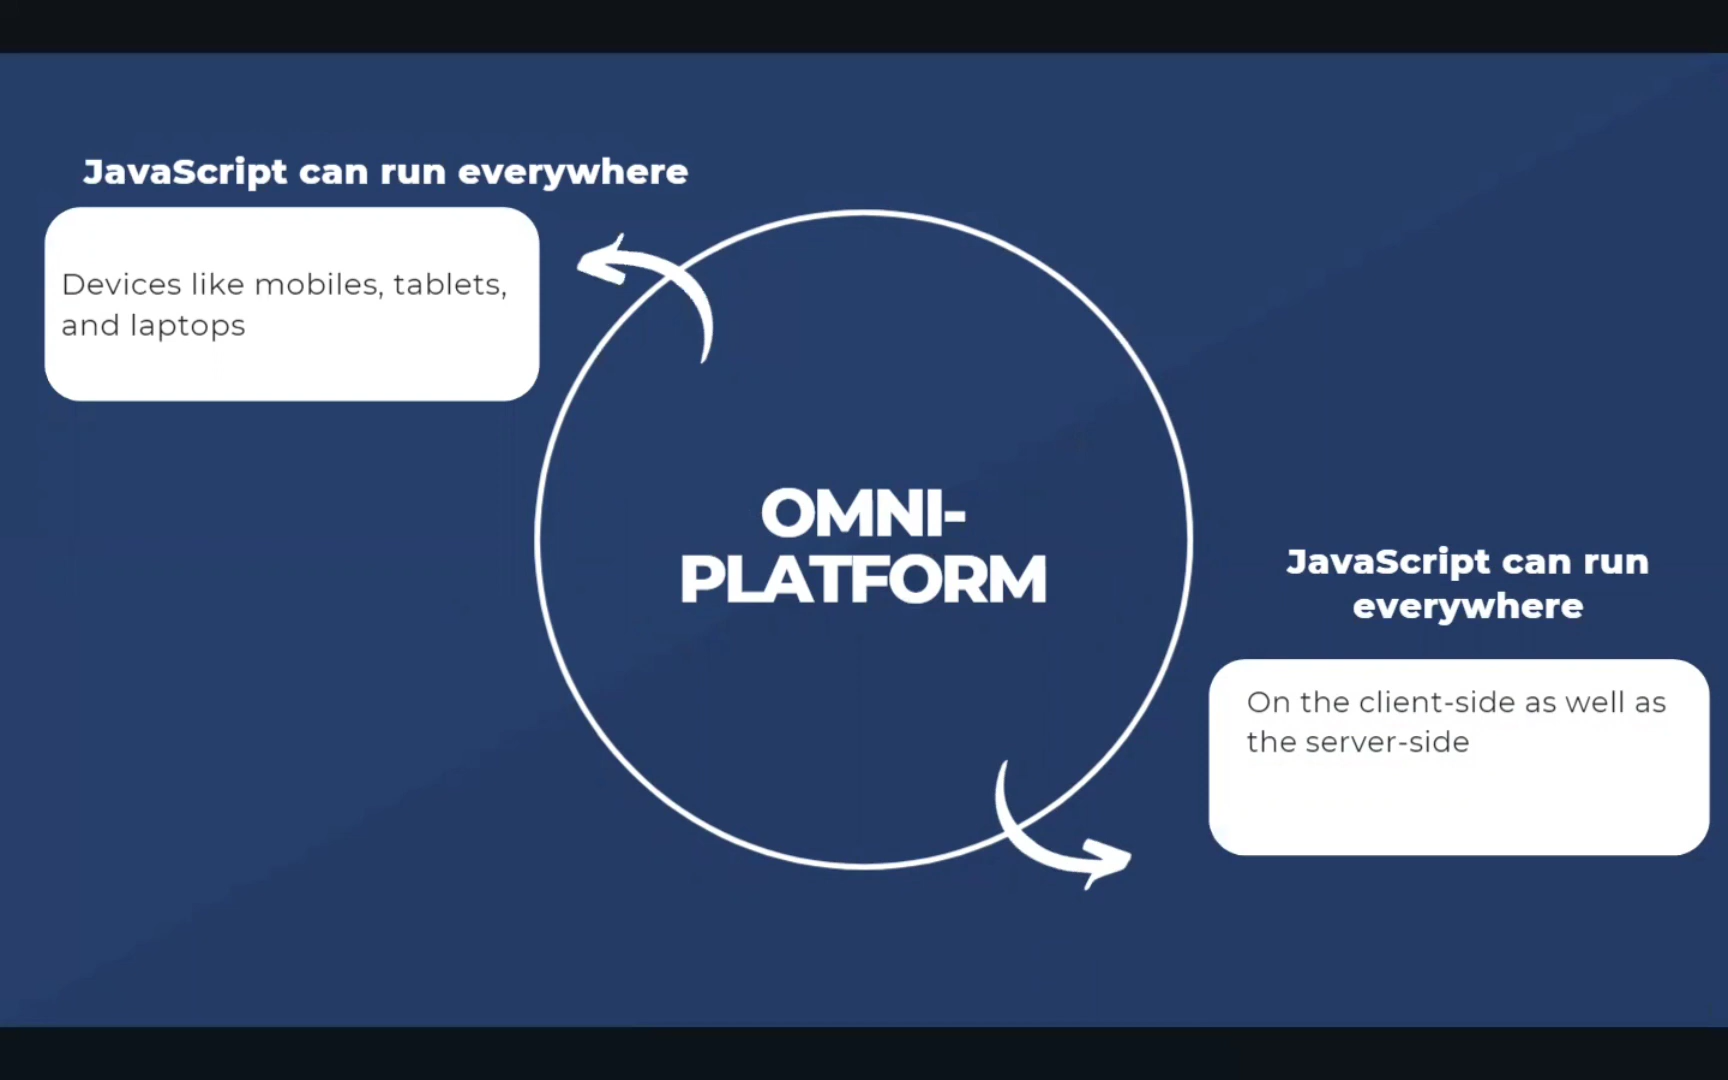 JavaScript can run everywhere
Devices like mobiles, tablets,
and laptops
OMNI-
PLATFORM
JavaScript can run
everywhere
On the client-side as well as
the server-side